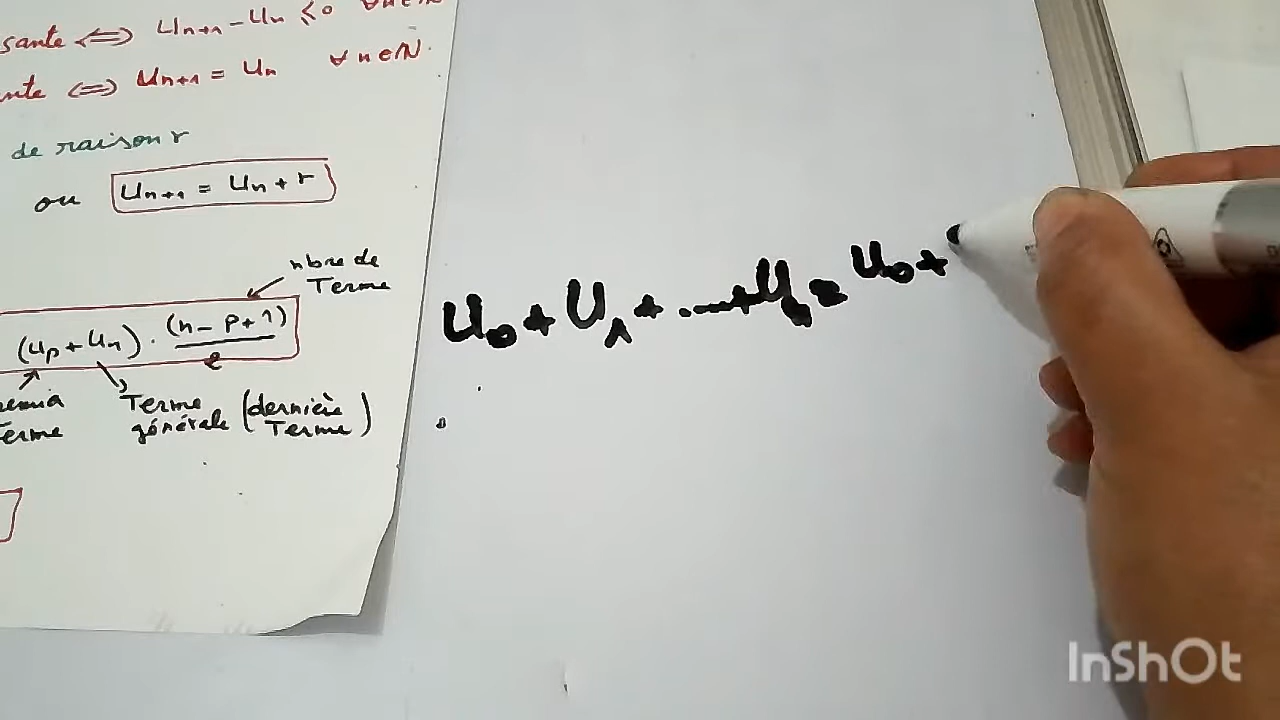 sante ⟺ Un+1 - Un ≤ 0 ∀n∈N
nte ⟺ Un+1 = Un ∀n∈N
de raison r
ou Un+1 = Un + r
nbre de
Terme
(Up + Un) . (n - p + 1)
2
remier Terme (dernière
Terme générale Terme)
U0 + U1 + ... + Un = U0 +
InShOt